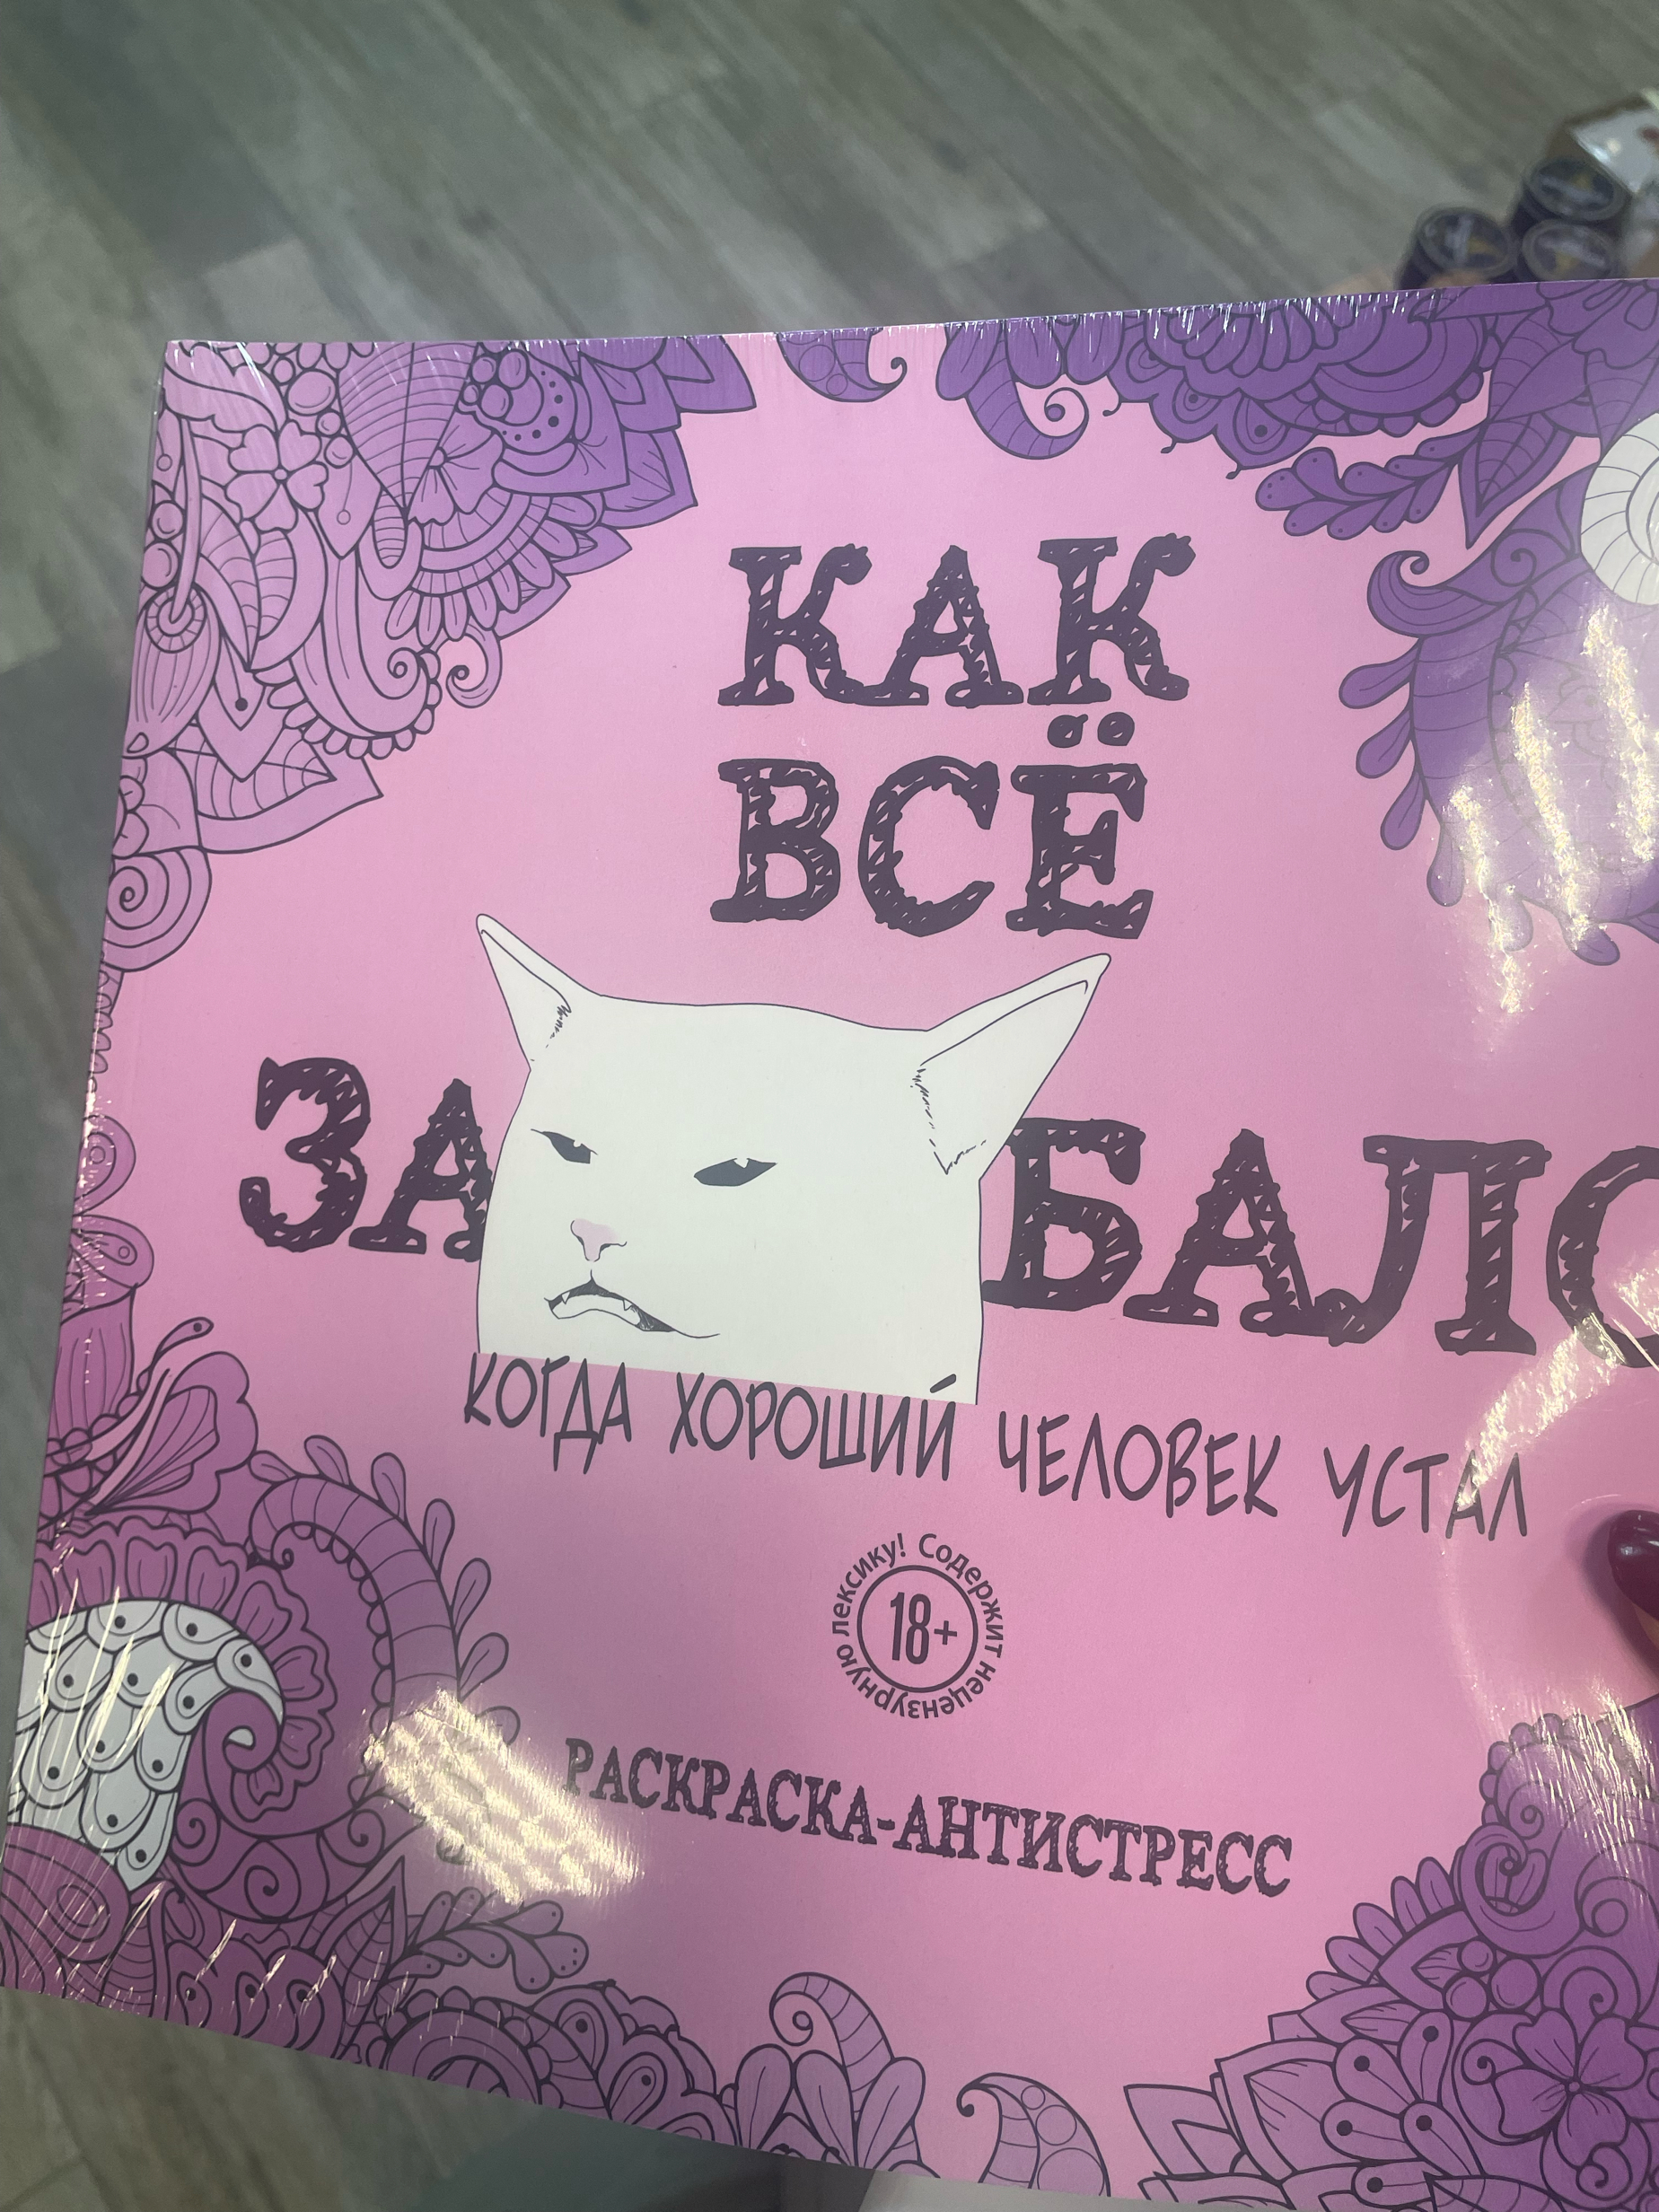 КАК
ВСЁ
ЗА БАЛО
КОГДА ХОРОШИЙ ЧЕЛОВЕК УСТАЛ
Содержит нецензурную лексику!
18+
РАСКРАСКА-АНТИСТРЕСС